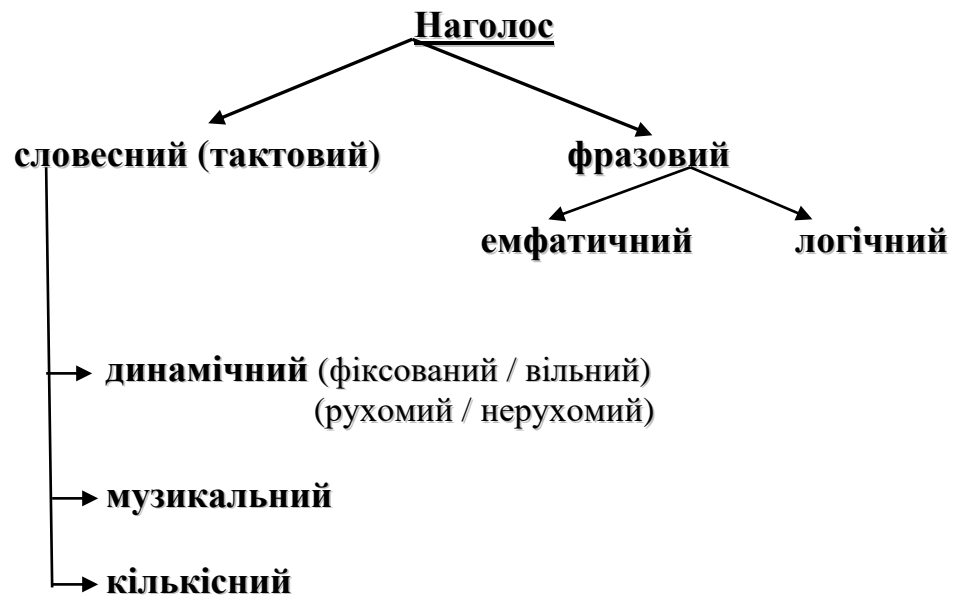 Наголос
словесний (тактовий) фразовий
емфатичний логічний
динамічний (фіксований / вільний)
(рухомий / нерухомий)
музикальний
кількісний